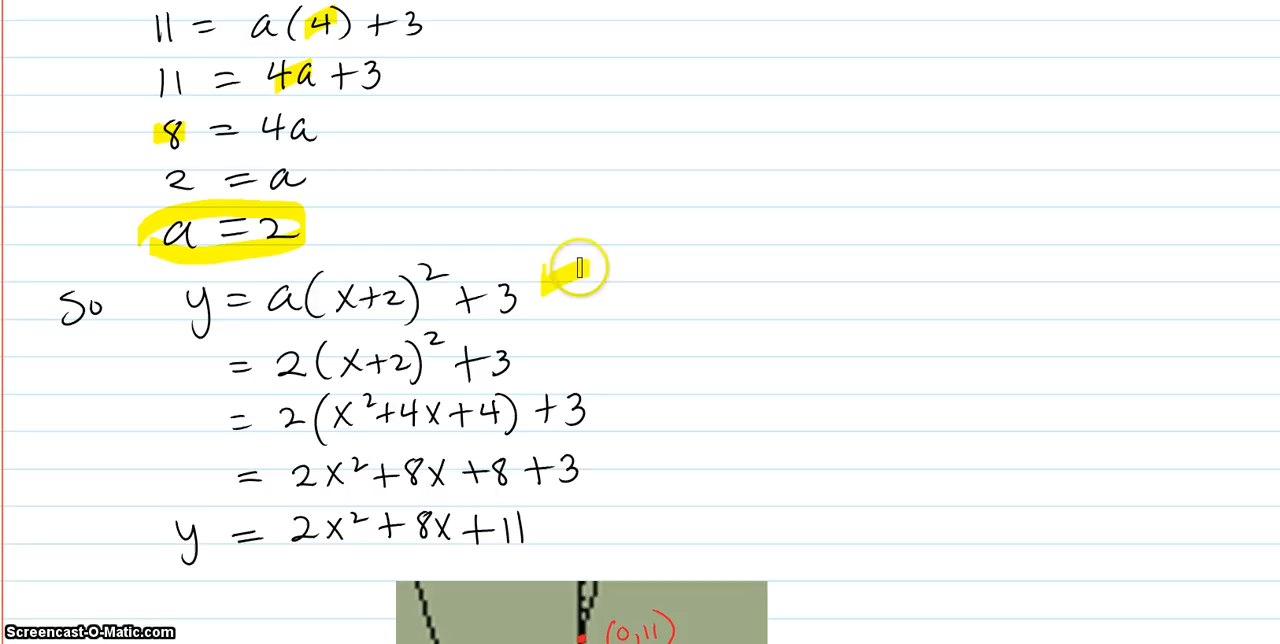 11 = a(4) + 3
11 = 4a + 3
8 = 4a
2 = a
a = 2
So y = a(x+2)² + 3
= 2(x+2)² + 3
= 2(x²+4x+4) + 3
= 2x² + 8x + 8 + 3
y = 2x² + 8x + 11
(0,11)
Screencast-O-Matic.com